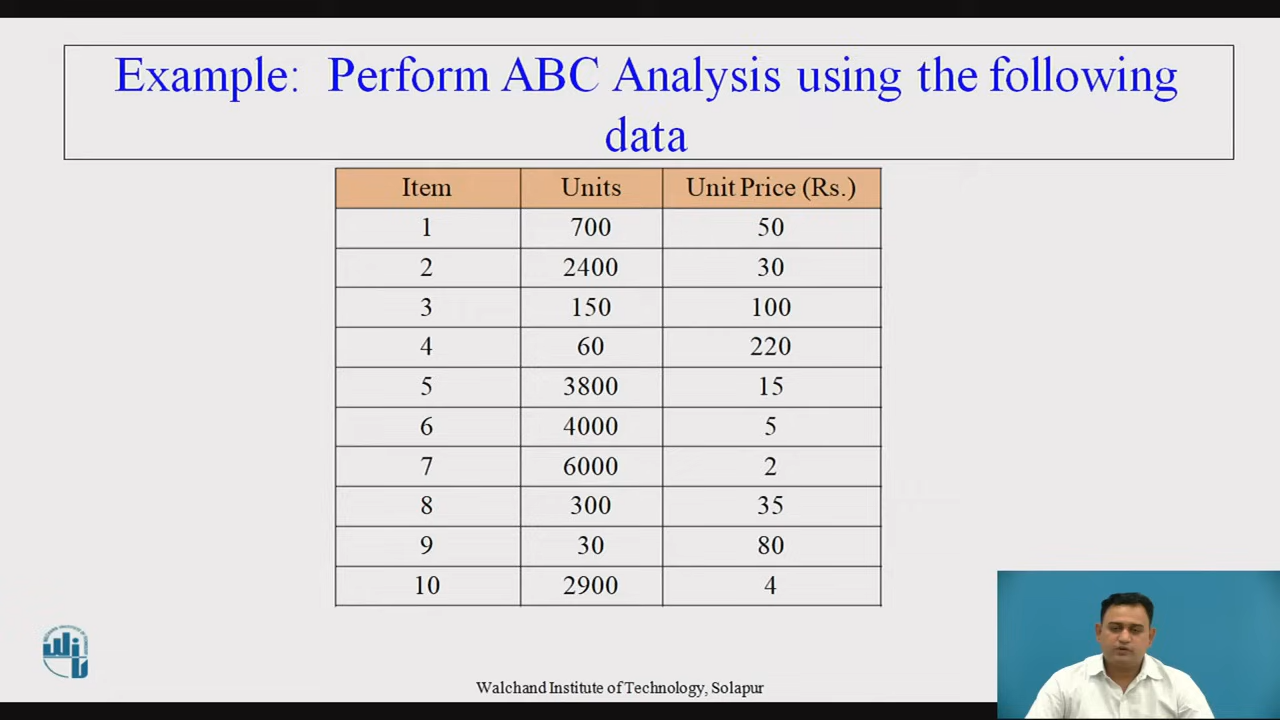 Example: Perform ABC Analysis using the following
data
Item Units Unit Price (Rs.)
1 700 50
2 2400 30
3 150 100
4 60 220
5 3800 15
6 4000 5
7 6000 2
8 300 35
9 30 80
10 2900 4
Walchand Institute of Technology, Solapur